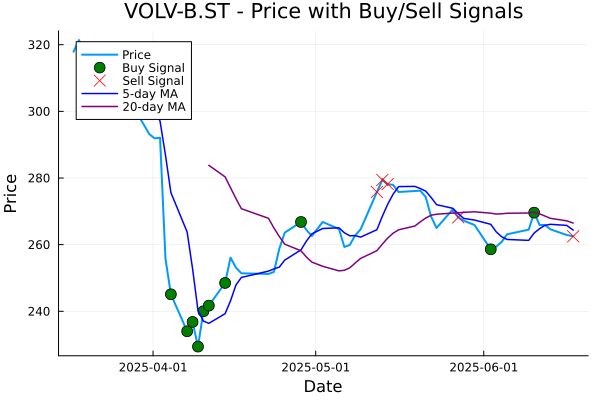 VOLV-B.ST - Price with Buy/Sell Signals
Price
Buy Signal
Sell Signal
5-day MA
20-day MA
320
300
280
260
240
Price
2025-04-01
2025-05-01
2025-06-01
Date